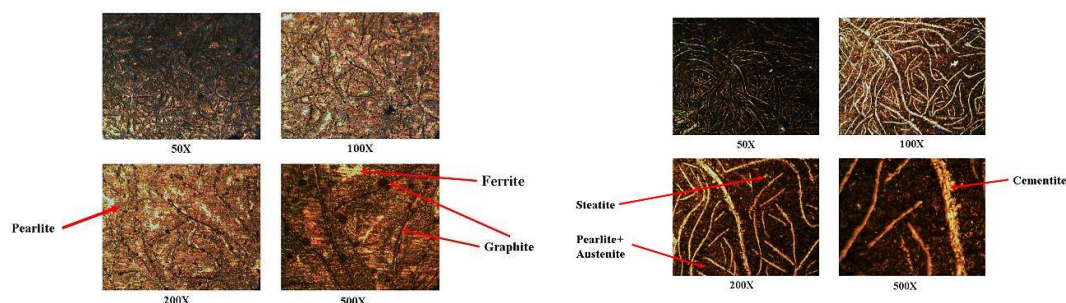 50X
100X
Pearlite
Ferrite
Graphite
200X
500X
50X
100X
Steatite
Pearlite+
Austenite
Cementite
200X
500X